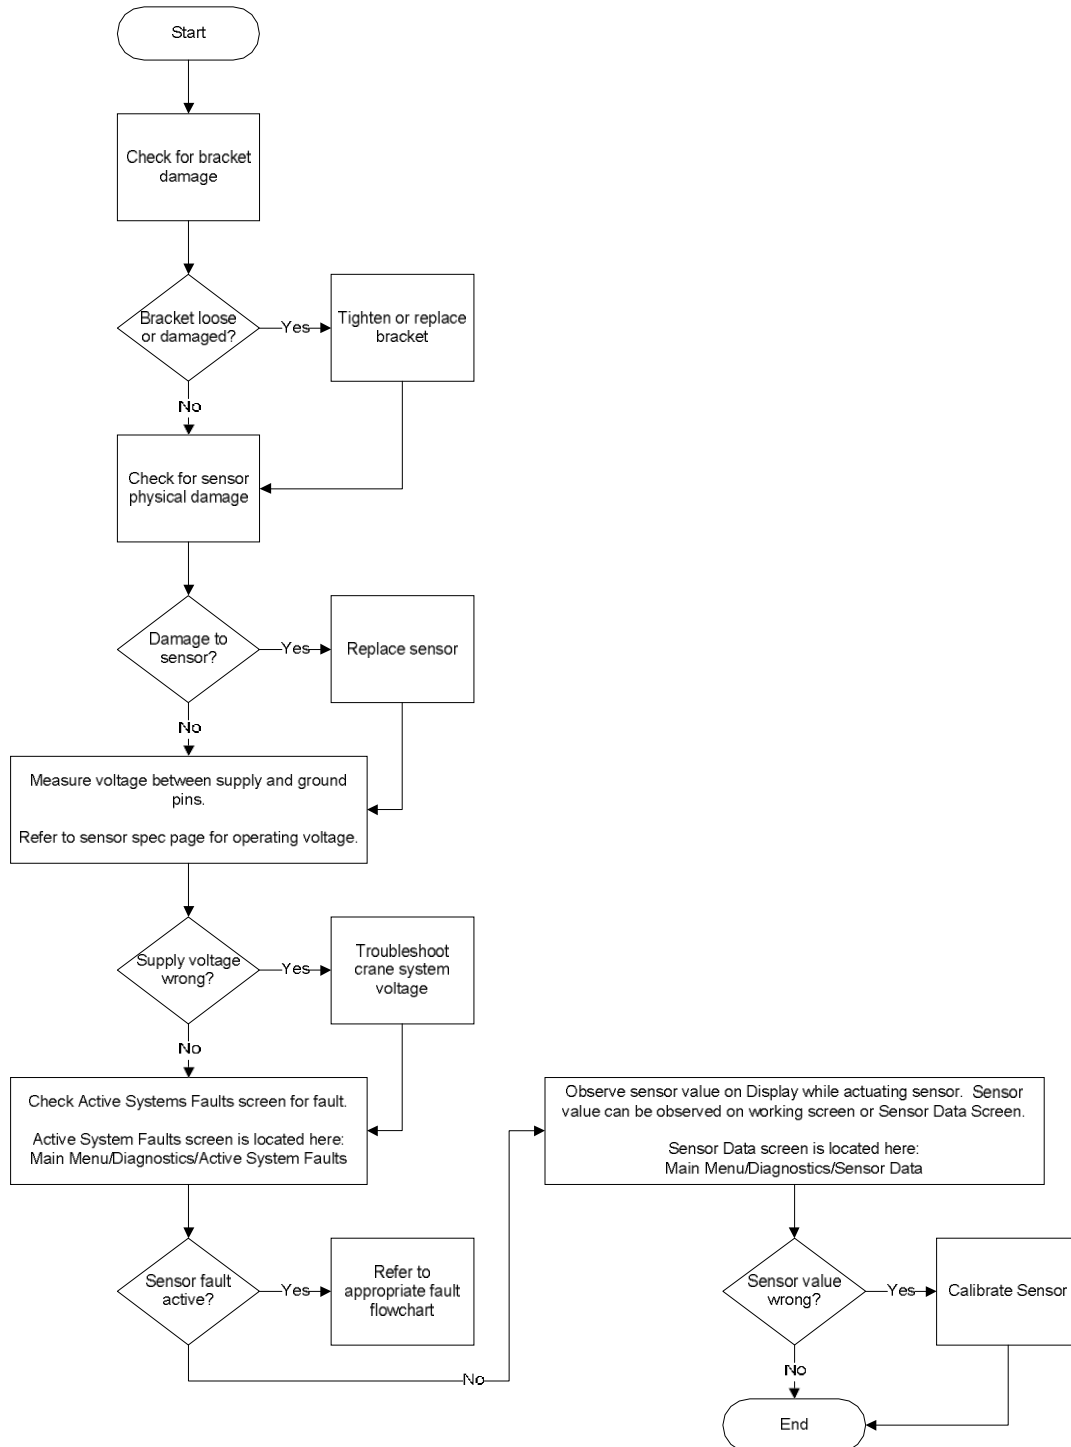 Start
Check for bracket
damage
Bracket loose
or damaged?
Yes
Tighten or replace
bracket
No
Check for sensor
physical damage
Damage to
sensor?
Yes
Replace sensor
No
Measure voltage between supply and ground
pins.
Refer to sensor spec page for operating voltage.
Supply voltage
wrong?
Yes
Troubleshoot
crane system
voltage
No
Check Active Systems Faults screen for fault.
Active System Faults screen is located here:
Main Menu/Diagnostics/Active System Faults
Sensor fault
active?
Yes
Refer to
appropriate fault
flowchart
No
Observe sensor value on Display while actuating sensor.  Sensor
value can be observed on working screen or Sensor Data Screen.
Sensor Data screen is located here:
Main Menu/Diagnostics/Sensor Data
Sensor value
wrong?
Yes
Calibrate Sensor
No
End